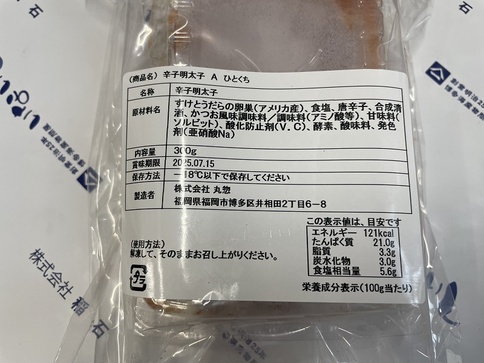 (商品名) 辛子明太子 A ひとくち
名称 辛子明太子
原材料名 すけとうだらの卵巣(アメリカ産)、食塩、唐辛子、合成清
酒、かつお風味調味料/調味料(アミノ酸等)、甘味料(
ソルビット)、酸化防止剤(V.C)、酵素、酸味料、発色
剤(亜硝酸Na)
内容量 300g
賞味期限 2025.07.15
保存方法 -18℃以下で保存してください
製造者 株式会社 丸惣
福岡県福岡市博多区井相田2丁目6-8
この表示値は、目安です
エネルギー 121kcal
たんぱく質 21.0g
脂質 3.3g
炭水化物 3.0g
食塩相当量 5.6g
栄養成分表示(100g当たり)
(使用方法)
解凍して、そのままお召し上がりください。
プラ
株式会社 稲石